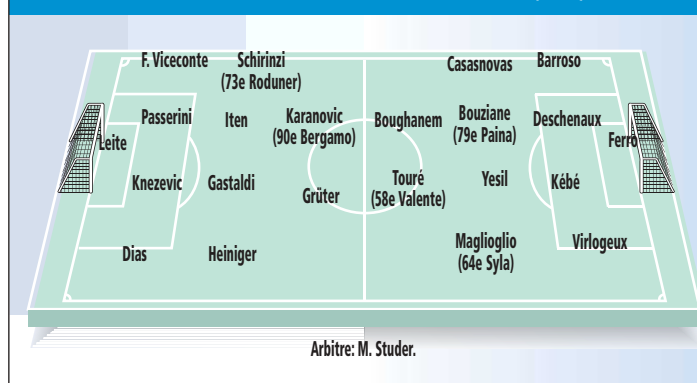 F. Viceconte Schirinzi Casasnovas Barroso
(73e Roduner)
Passerini Iten Karanovic Boughanem Bouziane Deschenaux
(90e Bergamo) (79e Paina)
Leite Ferro
Knezevic Gastaldi Grüter Touré Yesil Kébé
(58e Valente)
Dias Heiniger Maglioglio Virlogeux
(64e Syla)
Arbitre: M. Studer.